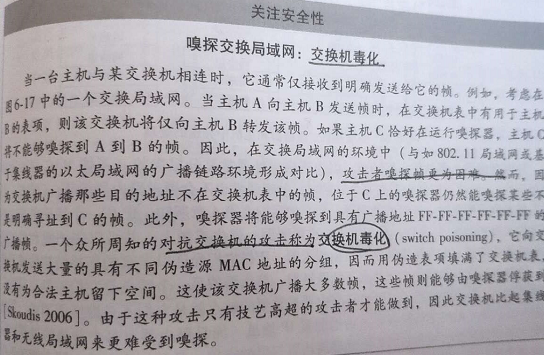 关注安全性
嗅探交换局域网：交换机毒化
当一台主机与某交换机相连时，它通常仅接收到明确发送给它的帧。例如，考虑在
图6-17中的一个交换局域网。当主机A向主机B发送帧时，在交换机表中有用于主机
B的表项，则该交换机将仅向主机B转发该帧。如果主机C恰好在运行嗅探器，主机C
将不能够嗅探到A到B的帧。因此，在交换局域网的环境中（与如802.11局域网或基
于集线器的以太局域网的广播链路环境形成对比），攻击者嗅探帧更为困难。然而，因
为交换机广播那些目的地址不在交换机表中的帧，位于C上的嗅探器仍然能嗅探某些不
是明确寻址到C的帧。此外，嗅探器将能够嗅探到具有广播地址FF-FF-FF-FF-FF-FF的
广播帧。一个众所周知的对抗交换机的攻击称为交换机毒化（switch poisoning），它向交
换机发送大量的具有不同伪造源MAC地址的分组，因而用伪造表项填满了交换机表，
没有为合法主机留下空间。这使该交换机广播大多数帧，这些帧则能够由嗅探器俘获到
[Skoudis 2006]。由于这种攻击只有技艺高超的攻击者才能做到，因此交换机比起集线
器和无线局域网来更难受到嗅探。